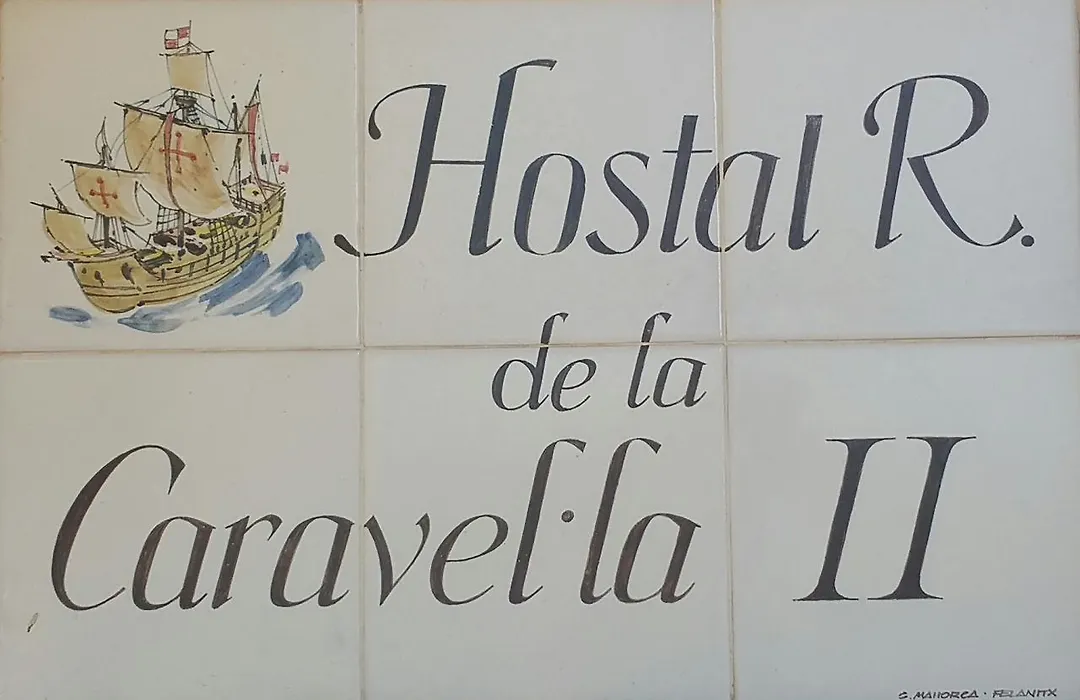 Hostal R.
de la
Caravel·la II
C. MALLORCA · FELANITX